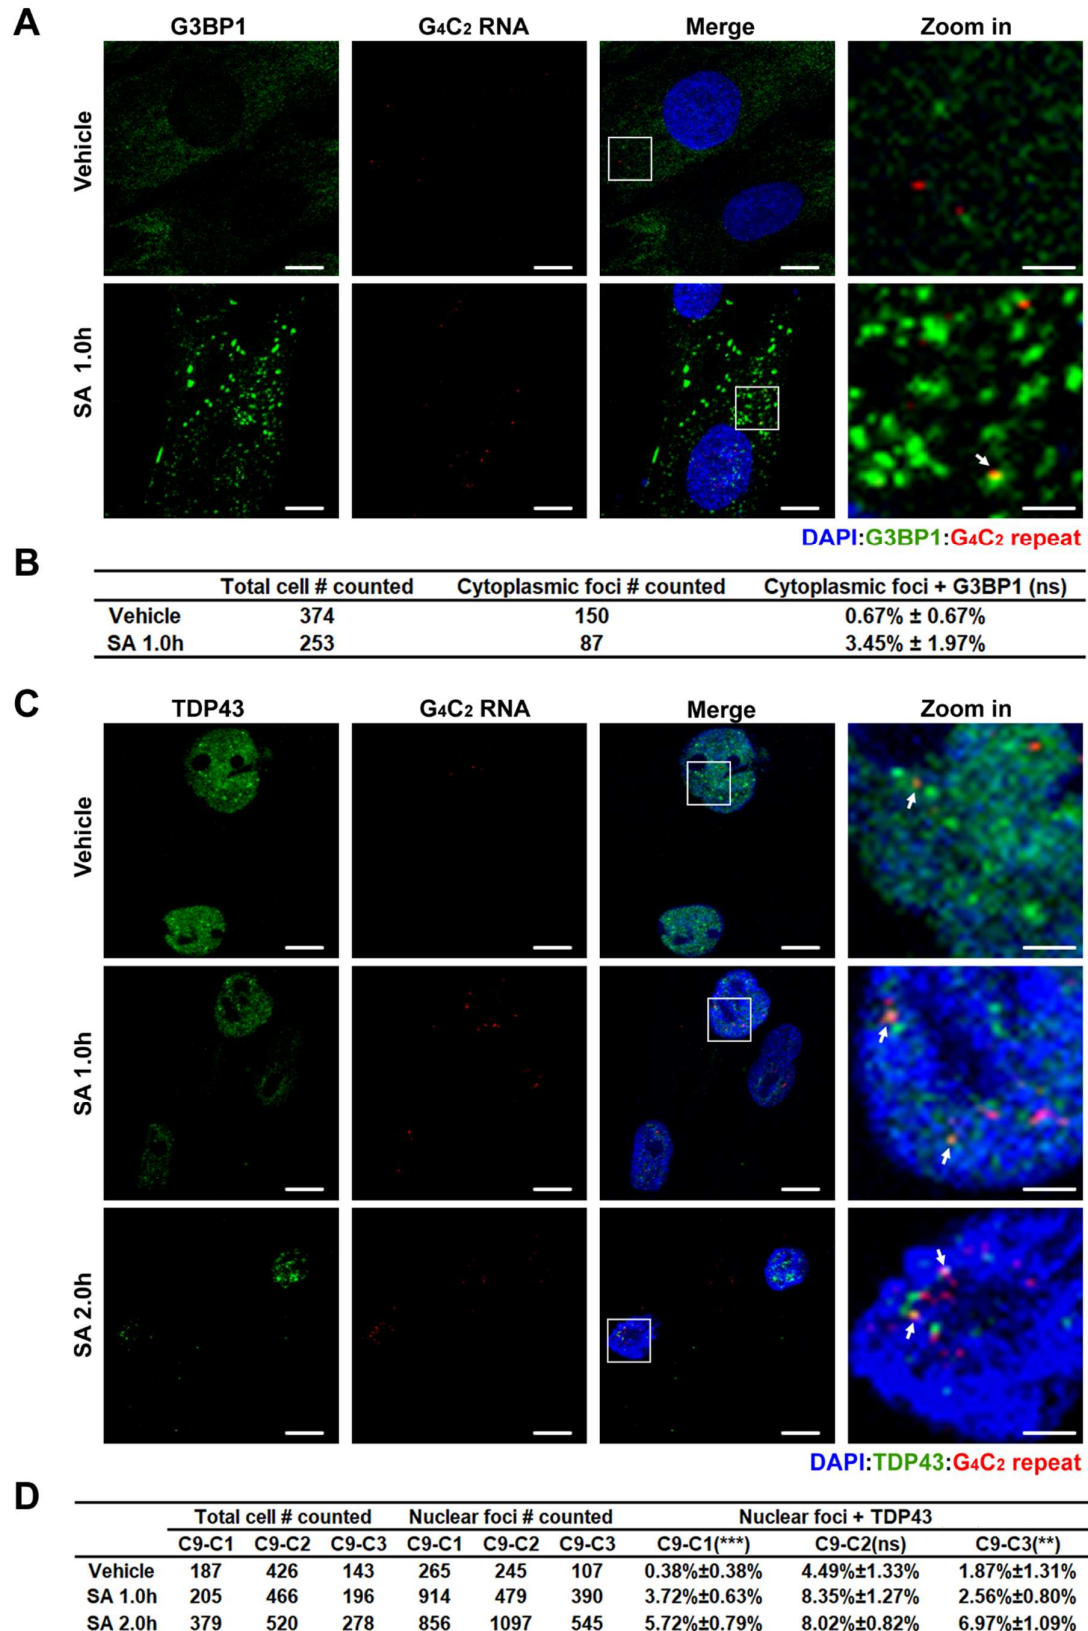 A
G3BP1 G₄C₂ RNA Merge Zoom in
Vehicle
SA 1.0h
DAPI:G3BP1:G₄C₂ repeat
B
Total cell # counted Cytoplasmic foci # counted Cytoplasmic foci + G3BP1 (ns)
Vehicle 374 150 0.67% ± 0.67%
SA 1.0h 253 87 3.45% ± 1.97%
C
TDP43 G₄C₂ RNA Merge Zoom in
Vehicle
SA 1.0h
SA 2.0h
DAPI:TDP43:G₄C₂ repeat
D
Total cell # counted Nuclear foci # counted Nuclear foci + TDP43
C9-C1 C9-C2 C9-C3 C9-C1 C9-C2 C9-C3 C9-C1(***) C9-C2(ns) C9-C3(**)
Vehicle 187 426 143 265 245 107 0.38%±0.38% 4.49%±1.33% 1.87%±1.31%
SA 1.0h 205 466 196 914 479 390 3.72%±0.63% 8.35%±1.27% 2.56%±0.80%
SA 2.0h 379 520 278 856 1097 545 5.72%±0.79% 8.02%±0.82% 6.97%±1.09%